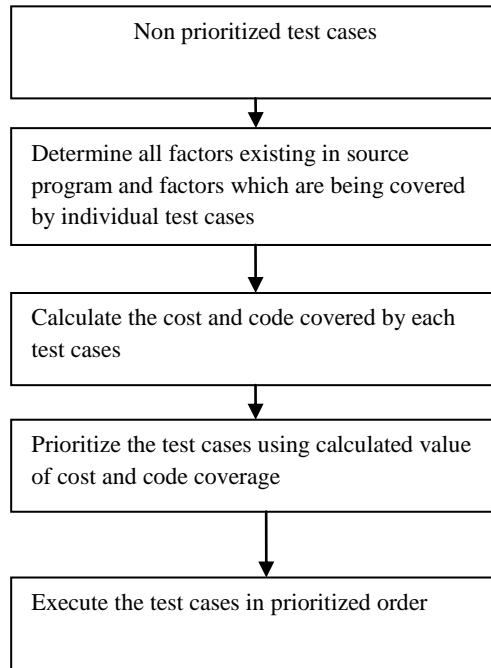 Non prioritized test cases
Determine all factors existing in source
program and factors which are being covered
by individual test cases
Calculate the cost and code covered by each
test cases
Prioritize the test cases using calculated value
of cost and code coverage
Execute the test cases in prioritized order